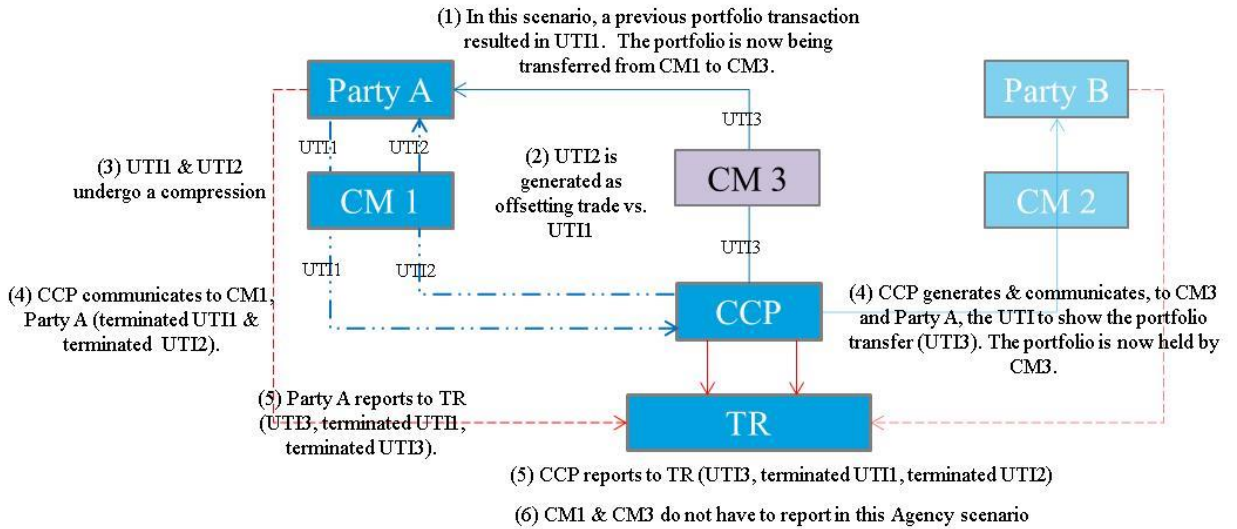 (1) In this scenario, a previous portfolio transaction
resulted in UTI1. The portfolio is now being
transferred from CM1 to CM3.
Party A
Party B
UTI3
UTI1
UTI2
(3) UTI1 & UTI2
undergo a compression
(2) UTI2 is
generated as
offsetting trade vs.
UTI1
CM 1
CM 3
CM 2
UTI3
UTI1
UTI2
(4) CCP communicates to CM1,
Party A (terminated UTI1 &
terminated UTI2).
CCP
(4) CCP generates & communicates, to CM3
and Party A, the UTI to show the portfolio
transfer (UTI3). The portfolio is now held by
CM3.
(5) Party A reports to TR
(UTI3, terminated UTI1,
terminated UTI3).
TR
(5) CCP reports to TR (UTI3, terminated UTI1, terminated UTI2)
(6) CM1 & CM3 do not have to report in this Agency scenario